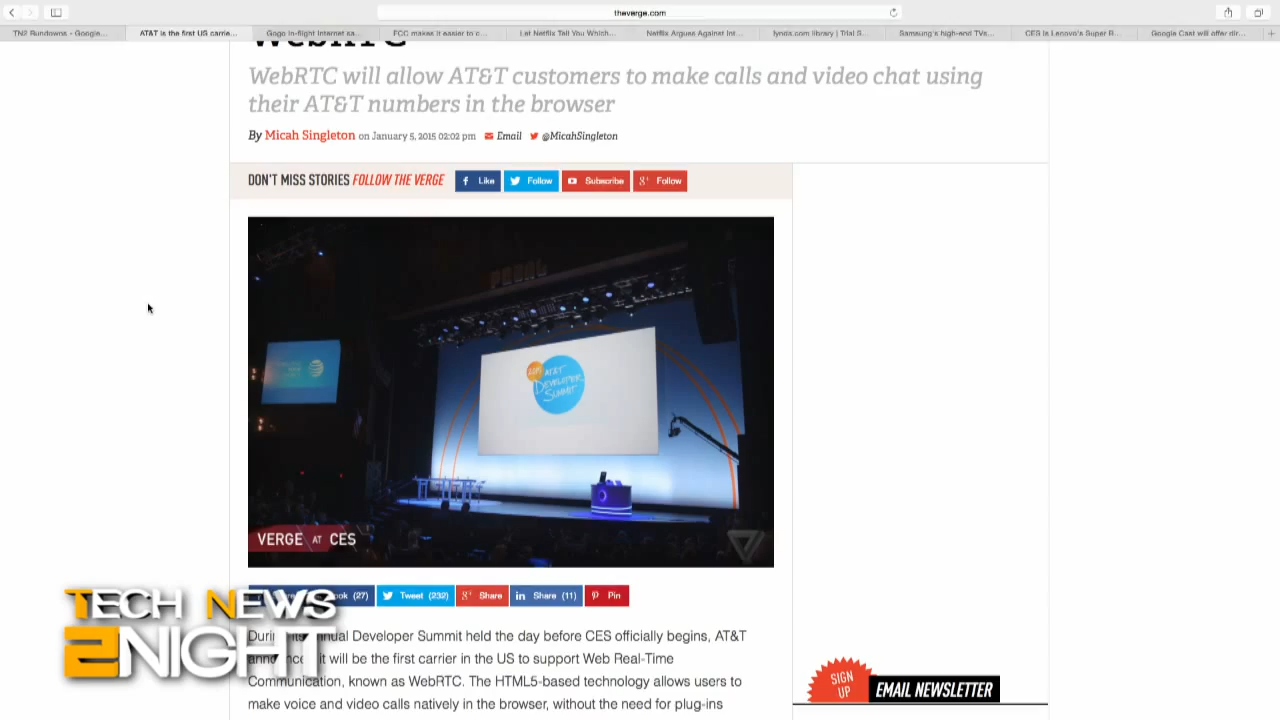 theverge.com
TN2 Rundowns - Google...
AT&T is the first US carrie...
Gogo in-flight Internet sa...
FCC makes it easier to c...
Let Netflix Tell You Which...
Netflix Argues Against Int...
lynda.com library | Trial S...
Samsung's high-end TVs...
CES Is Lenovo's Super B...
Google Cast will offer dir...
WebRTC
WebRTC will allow AT&T customers to make calls and video chat using
their AT&T numbers in the browser
By Micah Singleton on January 5, 2015 02:02 pm Email @MicahSingleton
DON'T MISS STORIES FOLLOW THE VERGE Like Follow Subscribe Follow
2015 AT&T
DEVELOPER
SUMMIT
VERGE AT CES
(27) Tweet (232) Share Share (11) Pin
TECH NEWS
2NIGHT
During its annual Developer Summit held the day before CES officially begins, AT&T
it will be the first carrier in the US to support Web Real-Time
Communication, known as WebRTC. The HTML5-based technology allows users to
make voice and video calls natively in the browser, without the need for plug-ins
SIGN
UP
EMAIL NEWSLETTER